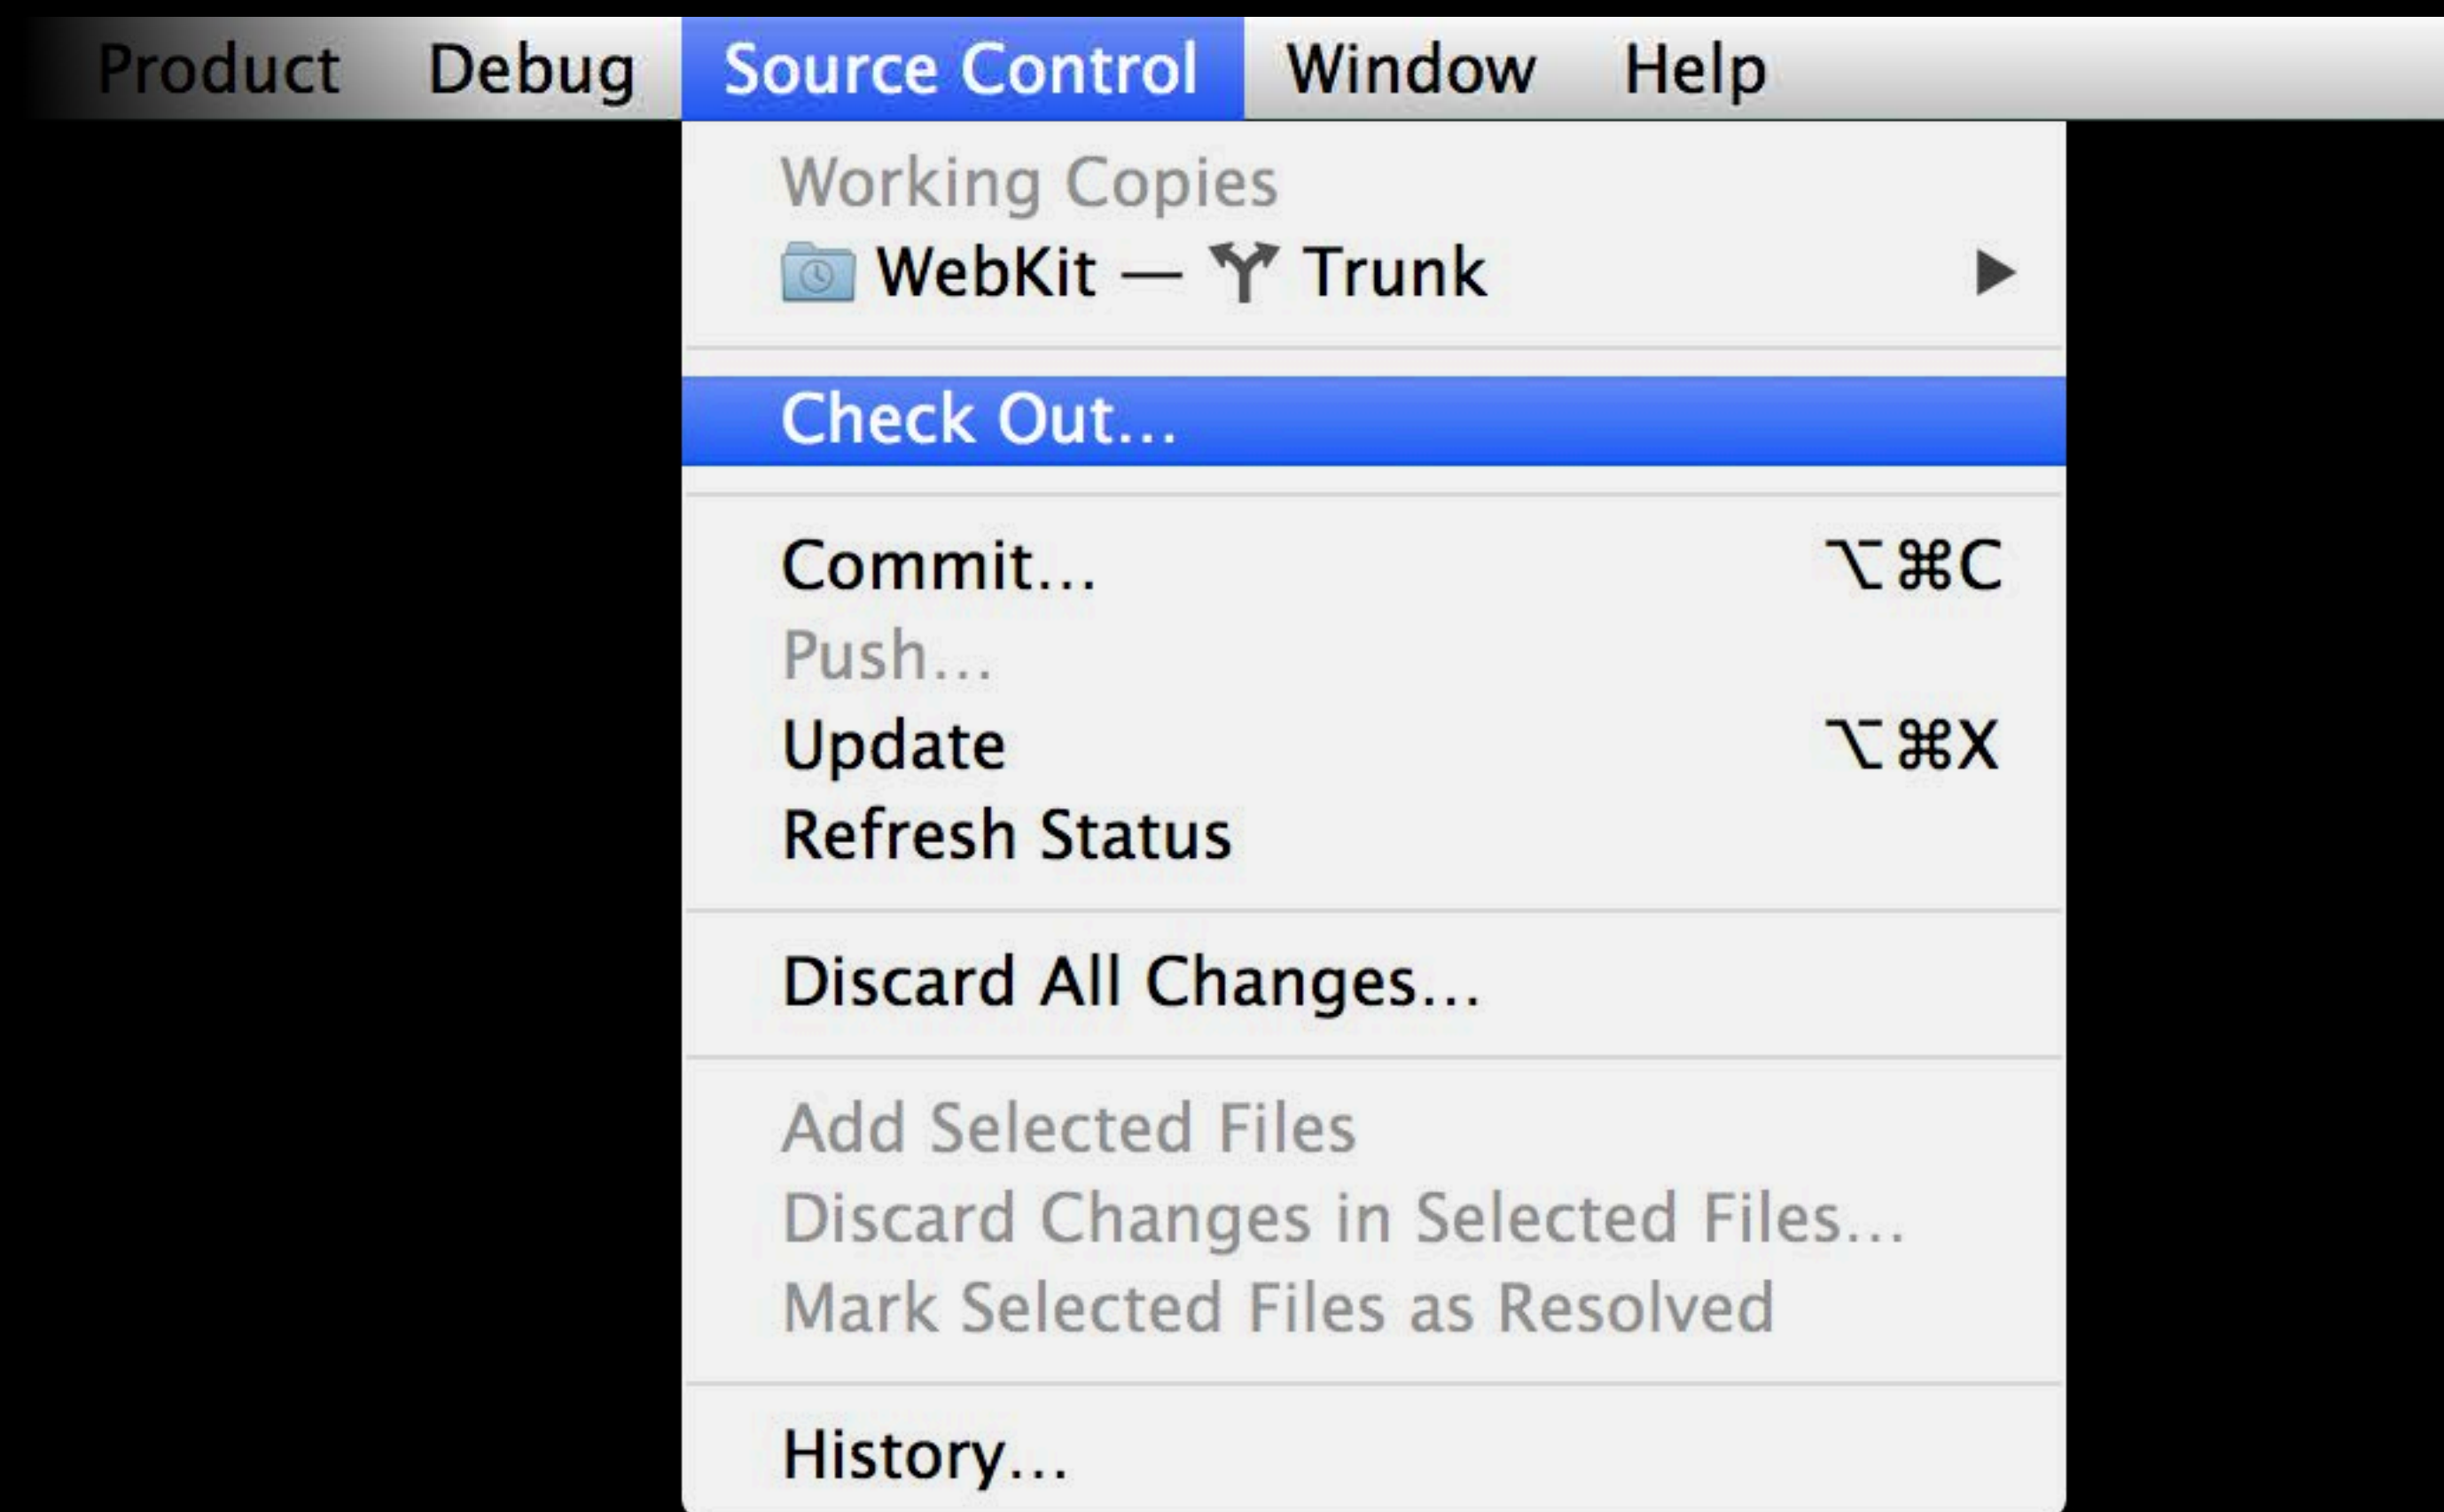 Product Debug Source Control Window Help
Working Copies
WebKit — Trunk
Check Out…
Commit… ⌥⌘C
Push…
Update ⌥⌘X
Refresh Status
Discard All Changes…
Add Selected Files
Discard Changes in Selected Files…
Mark Selected Files as Resolved
History…